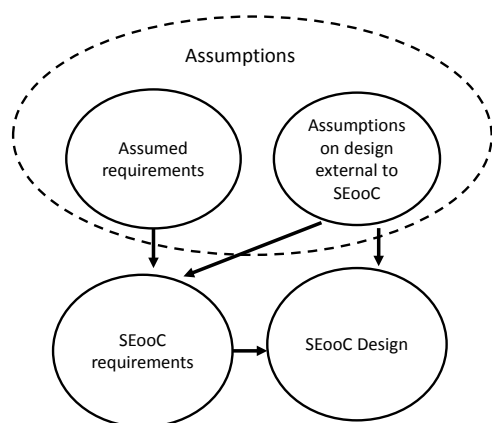 Assumptions
Assumed
requirements
Assumptions
on design
external to
SEooC
SEooC
requirements
SEooC Design